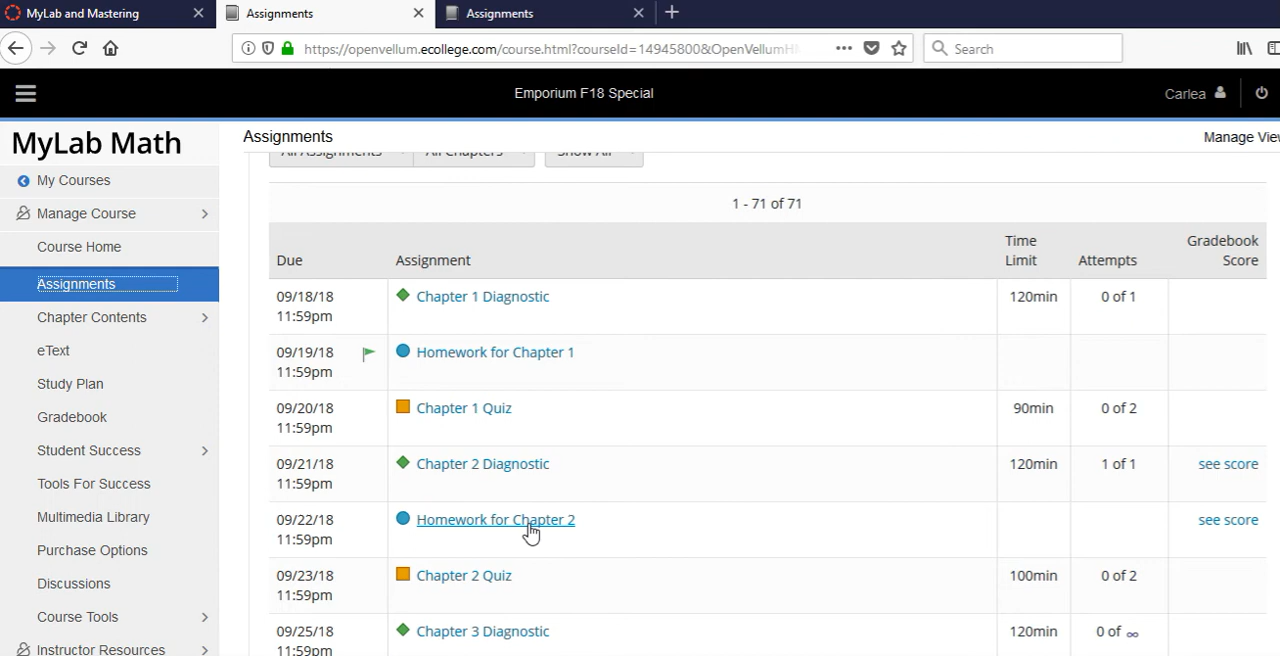 MyLab and Mastering
Assignments
Assignments
https://openvellum.ecollege.com/course.html?courseId=14945800&OpenVellumH
Search
Emporium F18 Special
Carlea
MyLab Math
Assignments
Manage View
My Courses
Manage Course
Course Home
Assignments
Chapter Contents
eText
Study Plan
Gradebook
Student Success
Tools For Success
Multimedia Library
Purchase Options
Discussions
Course Tools
Instructor Resources
All Assignments All Chapters Show All
1 - 71 of 71
Due Assignment Time Limit Attempts Gradebook Score
09/18/18 Chapter 1 Diagnostic 120min 0 of 1
11:59pm
09/19/18 Homework for Chapter 1
11:59pm
09/20/18 Chapter 1 Quiz 90min 0 of 2
11:59pm
09/21/18 Chapter 2 Diagnostic 120min 1 of 1 see score
11:59pm
09/22/18 Homework for Chapter 2 see score
11:59pm
09/23/18 Chapter 2 Quiz 100min 0 of 2
11:59pm
09/25/18 Chapter 3 Diagnostic 120min 0 of ∞
11:59pm